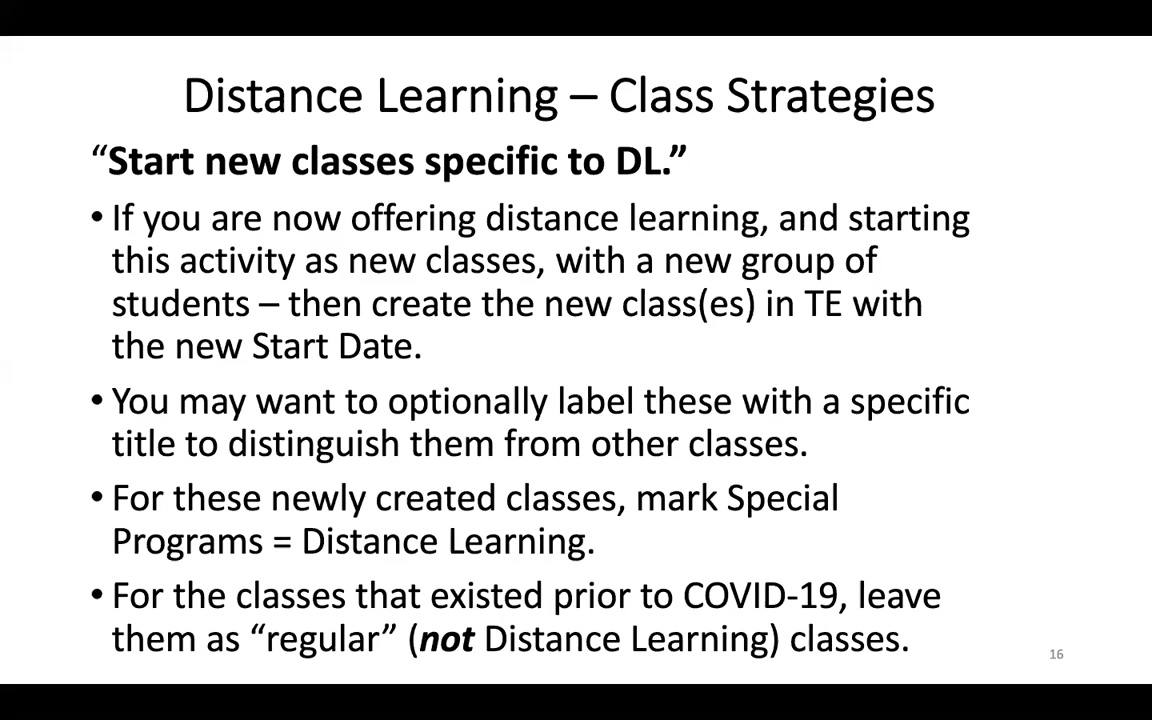 Distance Learning – Class Strategies
“Start new classes specific to DL.”
• If you are now offering distance learning, and starting
this activity as new classes, with a new group of
students – then create the new class(es) in TE with
the new Start Date.
• You may want to optionally label these with a specific
title to distinguish them from other classes.
• For these newly created classes, mark Special
Programs = Distance Learning.
• For the classes that existed prior to COVID-19, leave
them as “regular” (not Distance Learning) classes.
16